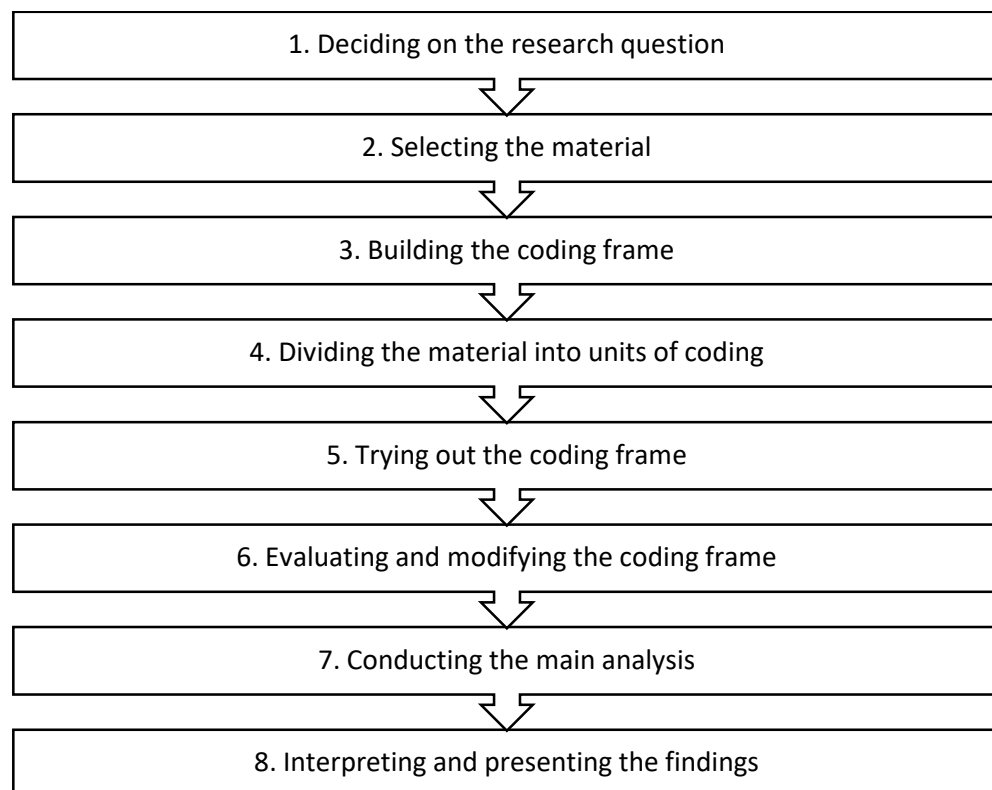 1. Deciding on the research question
2. Selecting the material
3. Building the coding frame
4. Dividing the material into units of coding
5. Trying out the coding frame
6. Evaluating and modifying the coding frame
7. Conducting the main analysis
8. Interpreting and presenting the findings